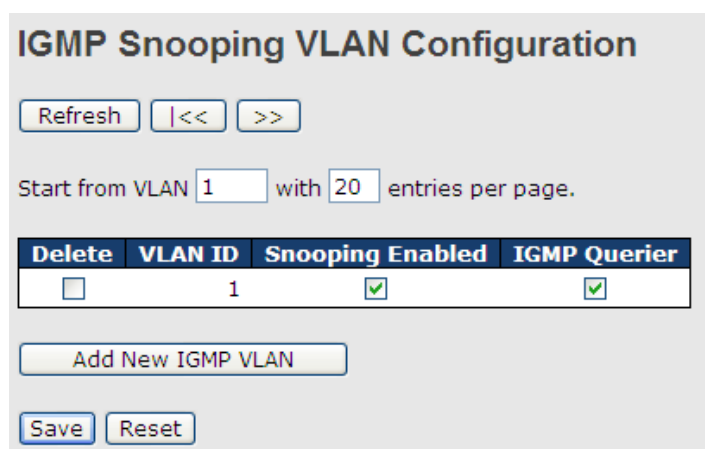 IGMP Snooping VLAN Configuration
Refresh |<< >>
Start from VLAN 1 with 20 entries per page.
Delete VLAN ID Snooping Enabled IGMP Querier
1
Add New IGMP VLAN
Save Reset